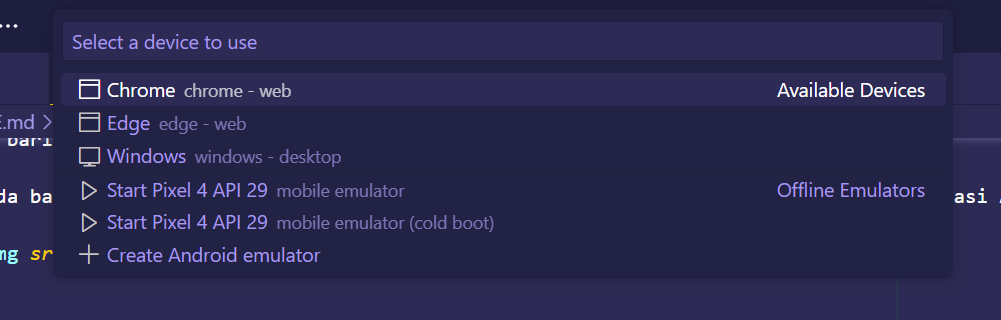 ...
Select a device to use
Chrome chrome - web Available Devices
E.md >
Edge edge - web
bari
Windows windows - desktop
da ba
Start Pixel 4 API 29 mobile emulator Offline Emulators
asi
Start Pixel 4 API 29 mobile emulator (cold boot)
mg sr
Create Android emulator